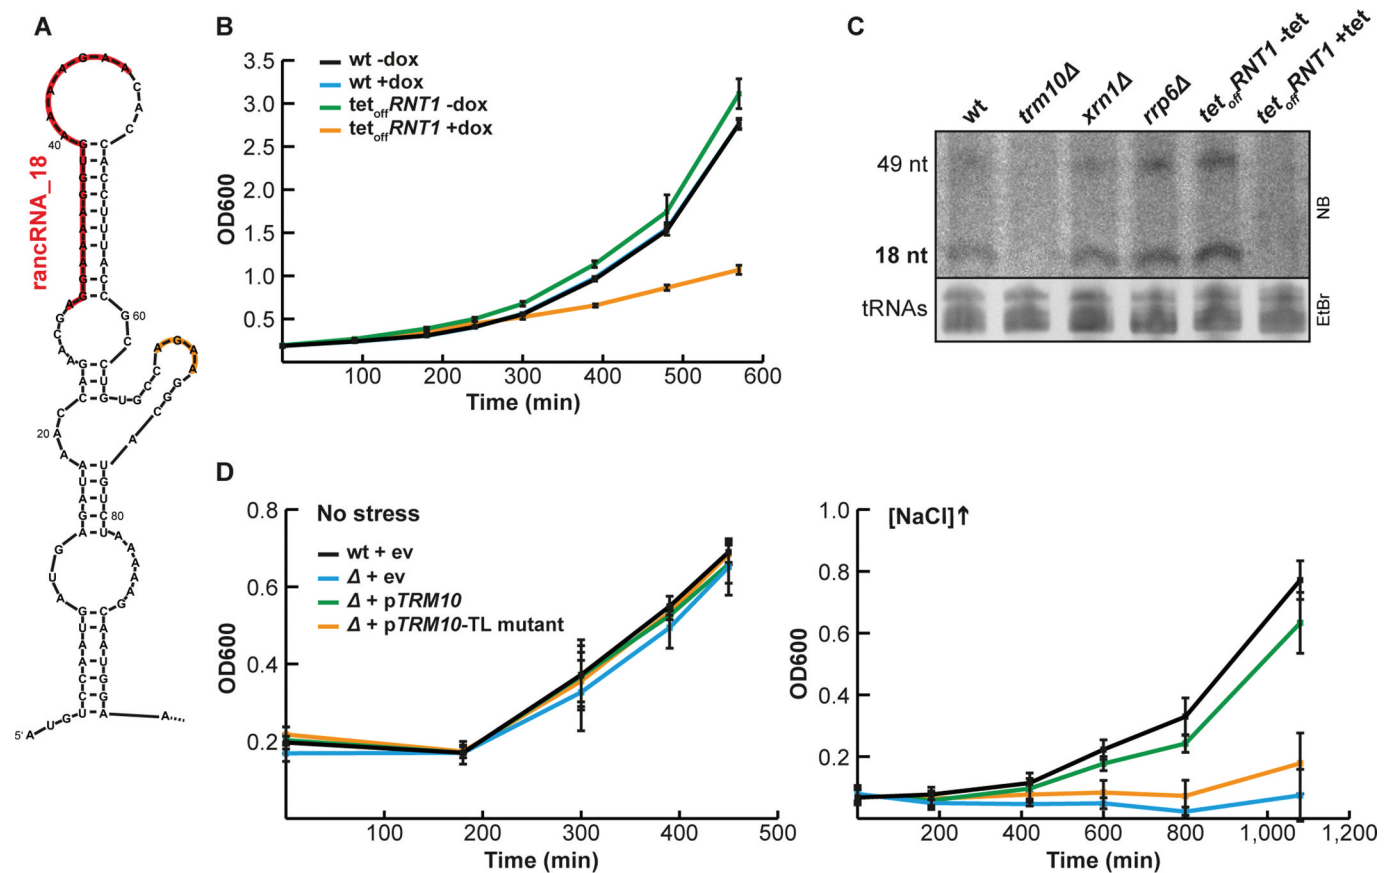 A
rancRNA_18
40
60
20
80
5'
B
wt -dox
wt +dox
tetoffRNT1 -dox
tetoffRNT1 +dox
OD600
3.5
3.0
2.5
2.0
1.5
1.0
0.5
100 200 300 400 500 600
Time (min)
C
wt
trm10Δ
xrn1Δ
rrp6Δ
tetoffRNT1 -tet
tetoffRNT1 +tet
49 nt
18 nt
tRNAs
NB
EtBr
D
No stress
wt + ev
Δ + ev
Δ + pTRM10
Δ + pTRM10-TL mutant
OD600
0.8
0.6
0.4
0.2
100 200 300 400 500
Time (min)
[NaCl]↑
OD600
1.0
0.8
0.6
0.4
0.2
200 400 600 800 1,000 1,200
Time (min)